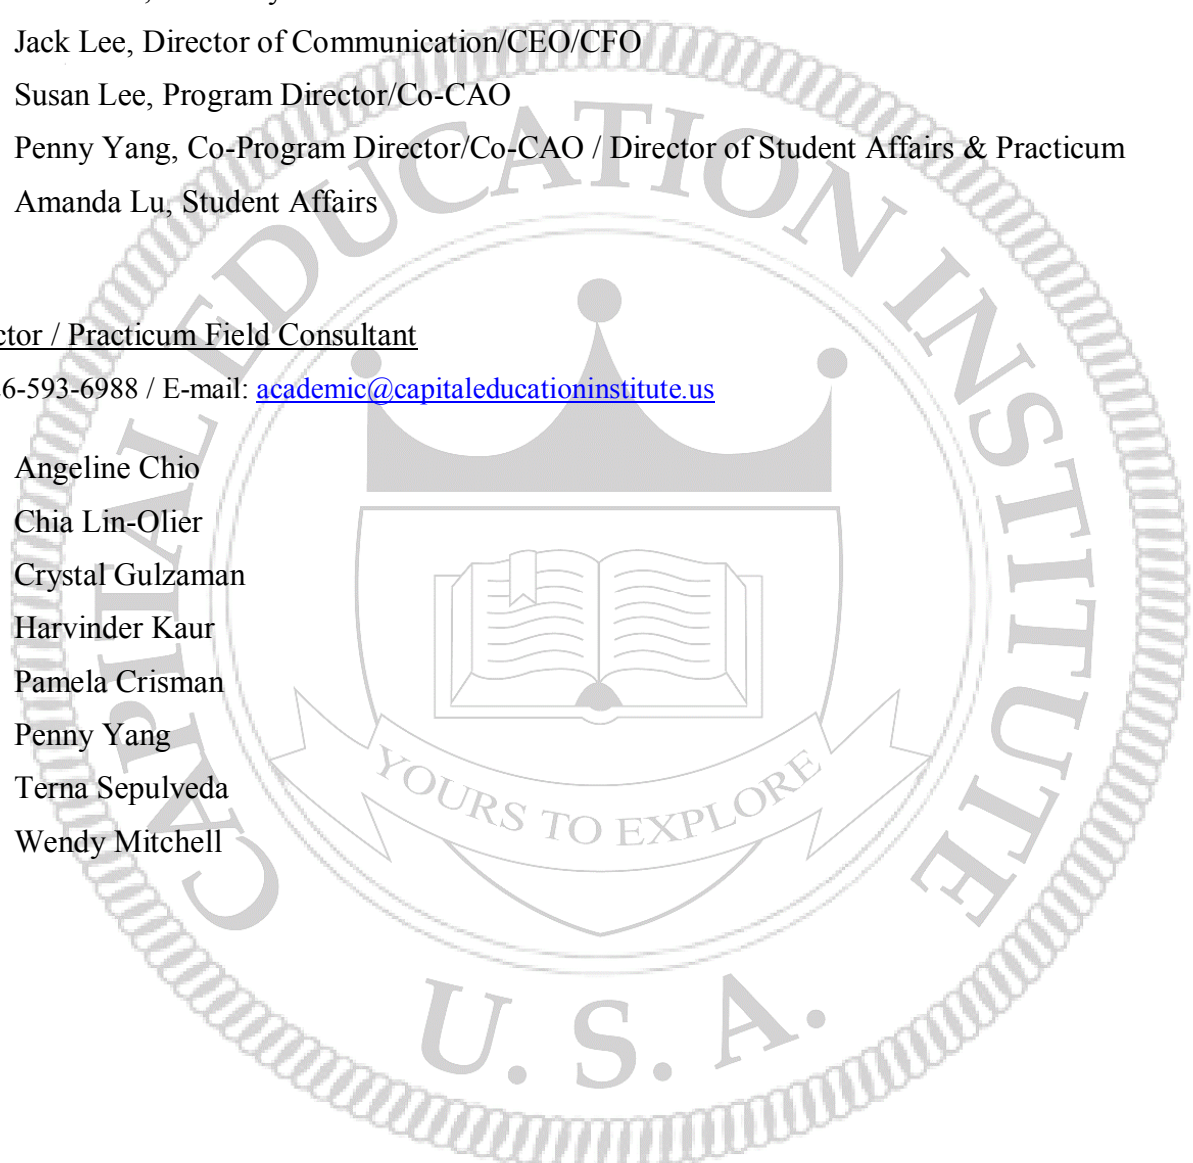 Jack Lee, Director of Communication/CEO/CFO
Susan Lee, Program Director/Co-CAO
Penny Yang, Co-Program Director/Co-CAO / Director of Student Affairs & Practicum
Amanda Lu, Student Affairs
/ Practicum Field Consultant
6-593-6988 / E-mail: academic@capitaleducationinstitute.us
Angeline Chio
Chia Lin-Olier
Crystal Gulzaman
Harvinder Kaur
Pamela Crisman
Penny Yang
Terna Sepulveda
Wendy Mitchell
CAPITAL EDUCATION INSTITUTE
YOURS TO EXPLORE
U. S. A.